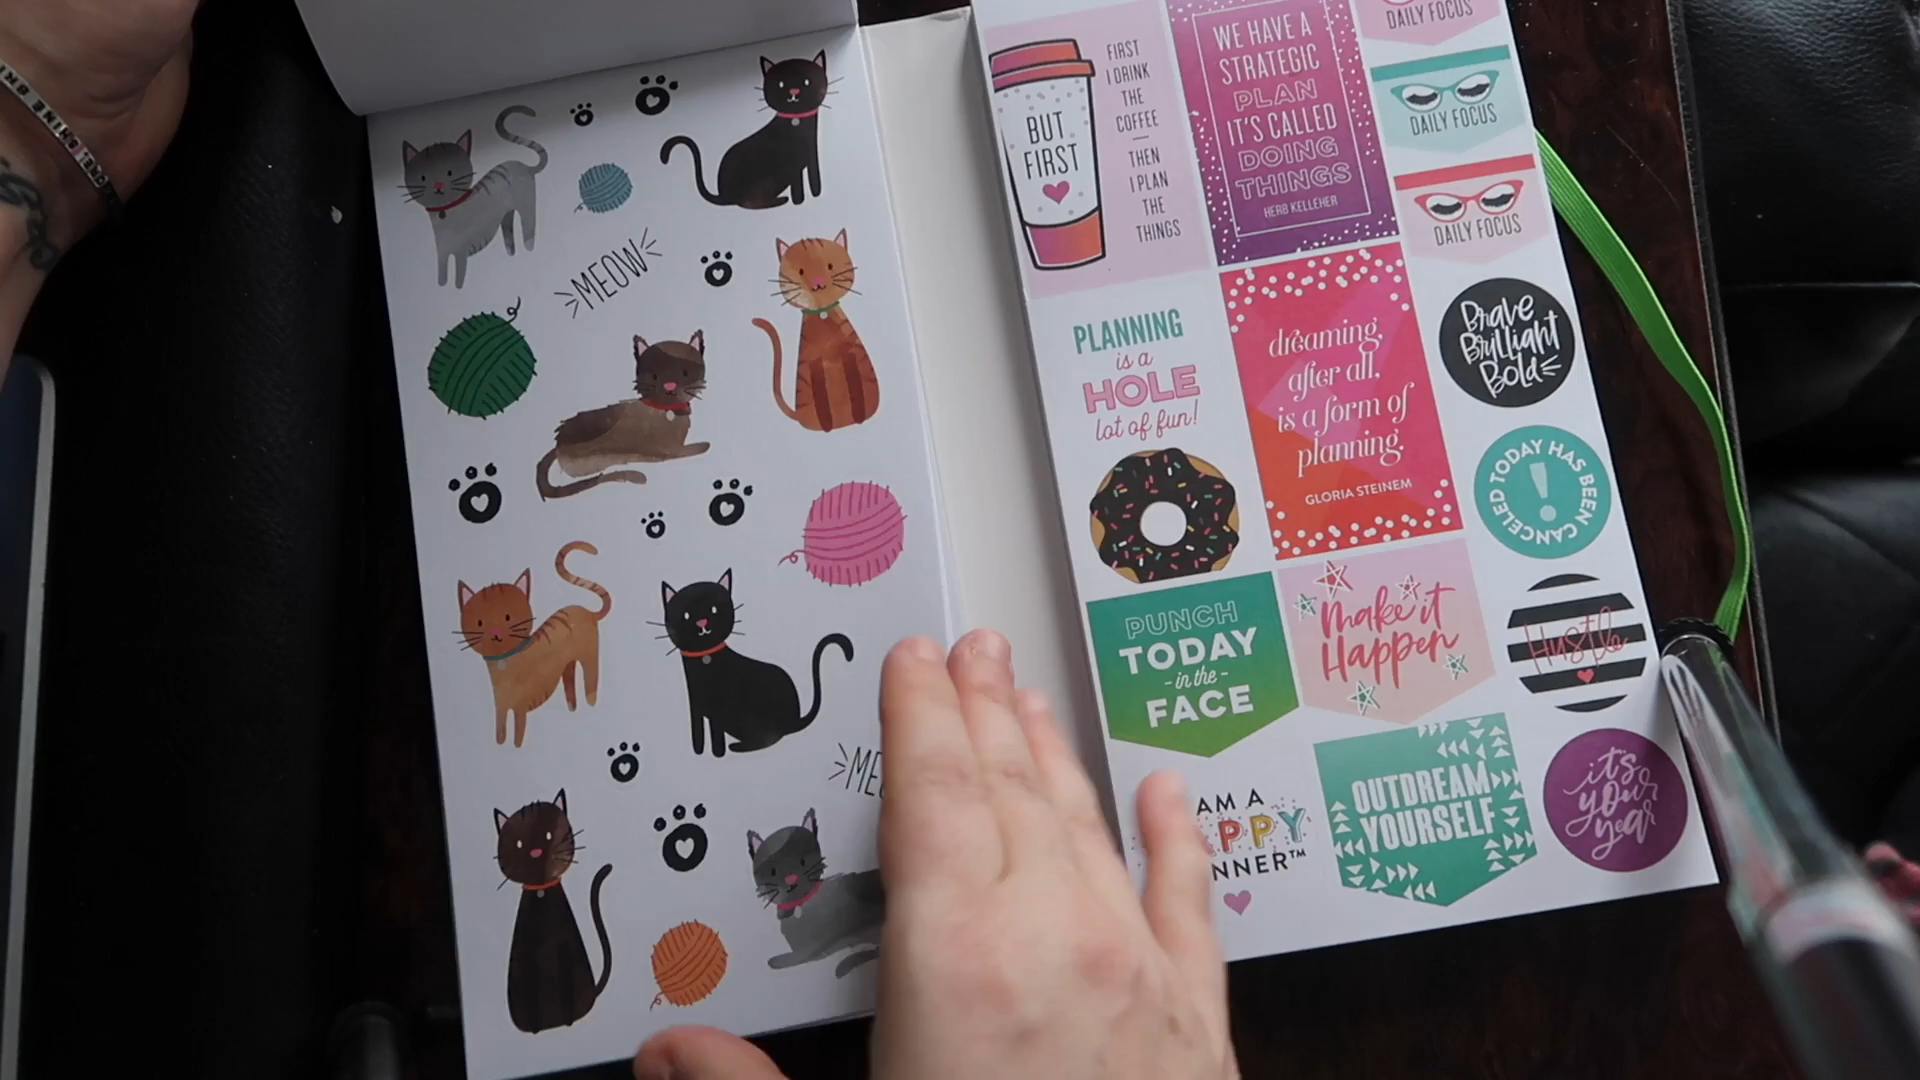 MEOW
BUT
FIRST
FIRST
I DRINK
THE
COFFEE
THEN
I PLAN
THE
THINGS
WE HAVE A
STRATEGIC
PLAN
IT'S CALLED
DOING
THINGS
HERB KELLEHER
DAILY FOCUS
DAILY FOCUS
DAILY FOCUS
PLANNING
is a
HOLE
lot of fun!
dreaming,
after all,
is a form of
planning.
GLORIA STEINEM
Brave
Brilliant
Bold
TODAY HAS BEEN CANCELED
!
PUNCH
TODAY
- in the -
FACE
Make it
Happen
Hustle
AM A
PPY
NNER™
OUTDREAM
YOURSELF
it's
your
year